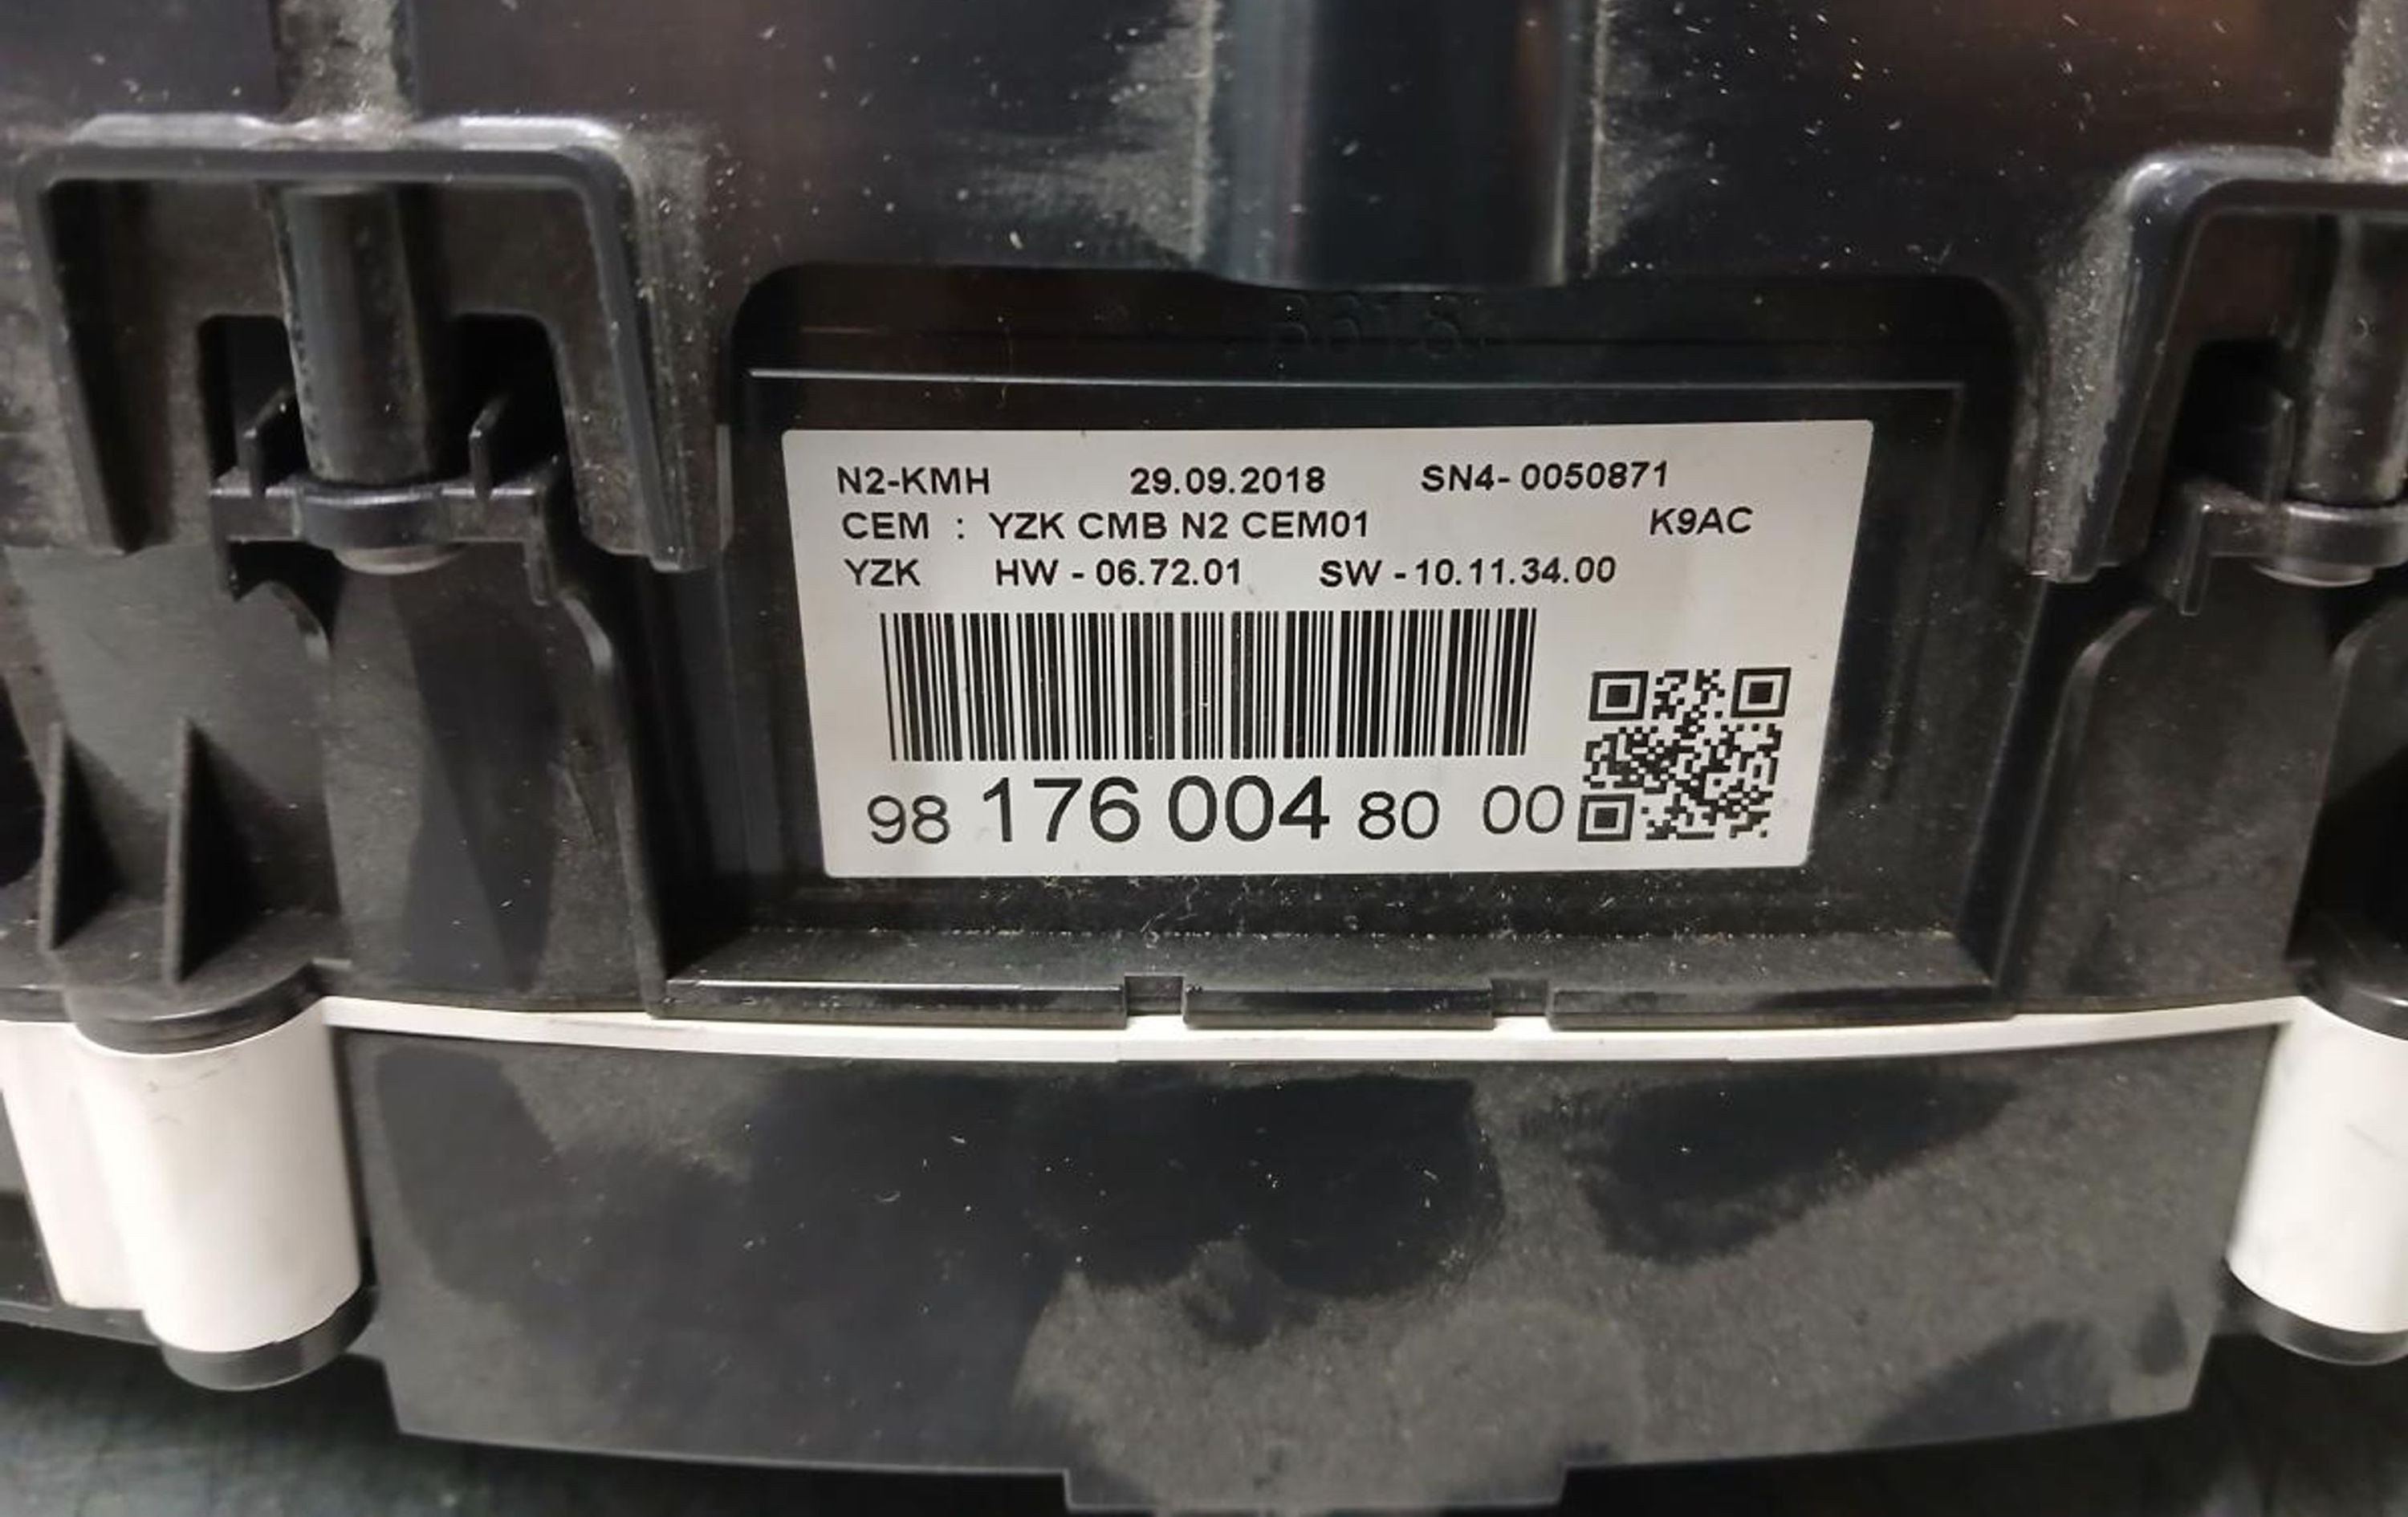 N2-KMH 29.09.2018 SN4- 0050871
CEM : YZK CMB N2 CEM01 K9AC
YZK HW - 06.72.01 SW -10.11.34.00
98 176 004 80 00